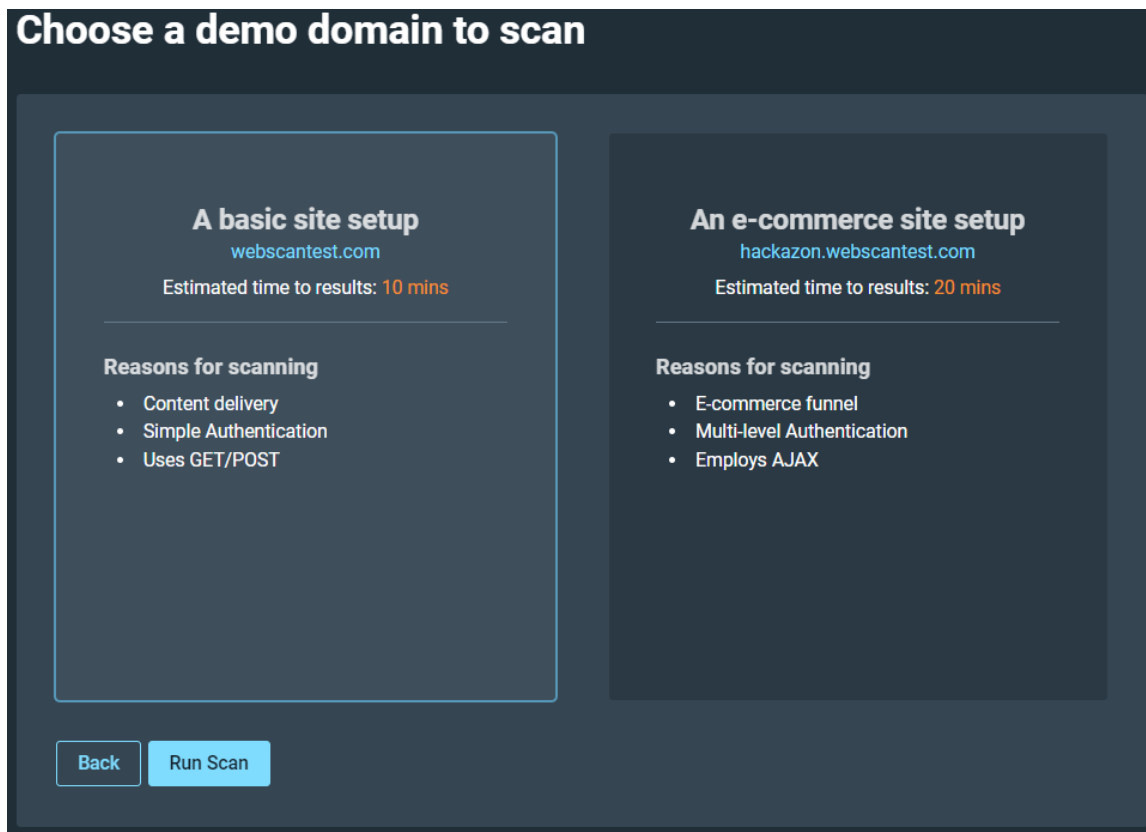 Choose a demo domain to scan
A basic site setup
webscantest.com
Estimated time to results: 10 mins
Reasons for scanning
• Content delivery
• Simple Authentication
• Uses GET/POST
An e-commerce site setup
hackazon.webscantest.com
Estimated time to results: 20 mins
Reasons for scanning
• E-commerce funnel
• Multi-level Authentication
• Employs AJAX
Back
Run Scan